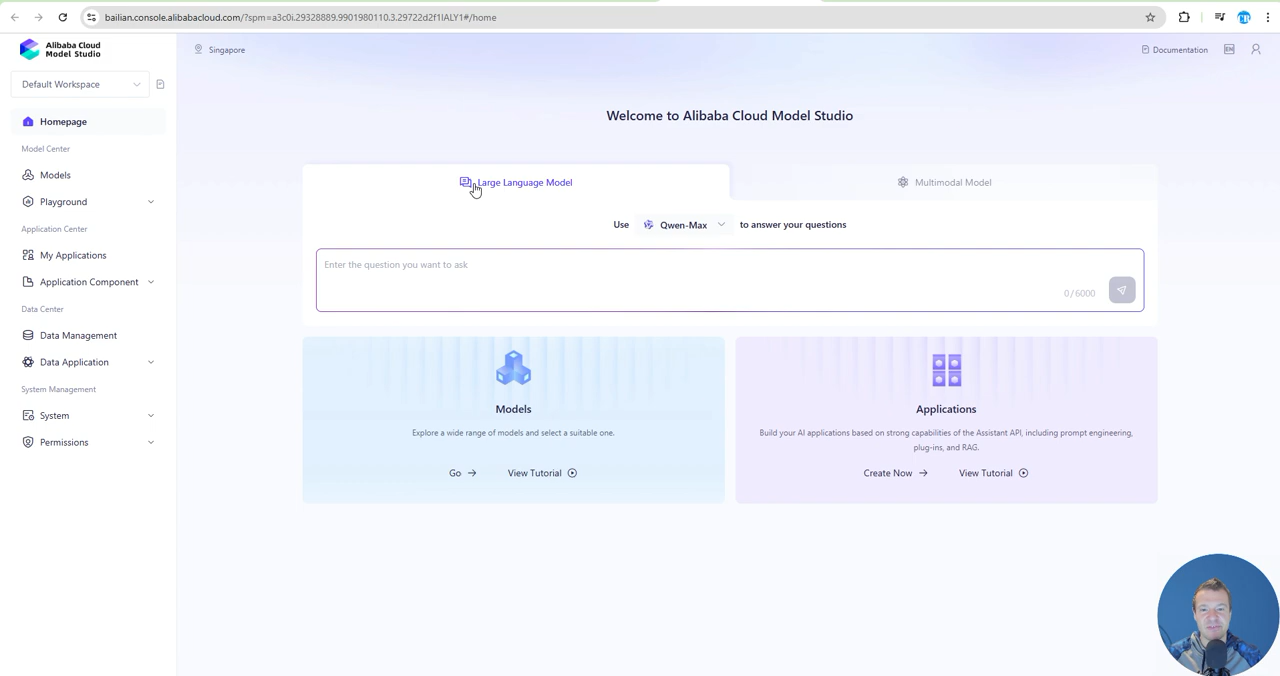 bailian.console.alibabacloud.com/?spm=a3c0i.29328889.9901980110.3.29722d2f1IALY1#/home
Alibaba Cloud
Model Studio
Singapore
Documentation
EN
Default Workspace
Homepage
Model Center
Models
Playground
Application Center
My Applications
Application Component
Data Center
Data Management
Data Application
System Management
System
Permissions
Welcome to Alibaba Cloud Model Studio
Large Language Model
Multimodal Model
Use Qwen-Max to answer your questions
Enter the question you want to ask
0/6000
Models
Explore a wide range of models and select a suitable one.
Go → View Tutorial
Applications
Build your AI applications based on strong capabilities of the Assistant API, including prompt engineering,
plug-ins, and RAG.
Create Now → View Tutorial